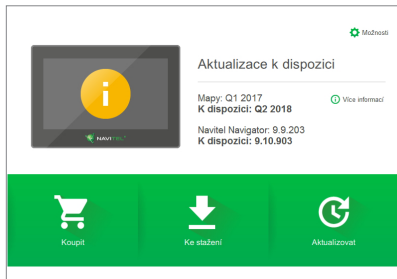 Možnosti
Aktualizace k dispozici
Mapy: Q1 2017
K dispozici: Q2 2018
Více informací
Navitel Navigator: 9.9.203
K dispozici: 9.10.903
NAVITEL
Koupit
Ke stažení
Aktualizovat